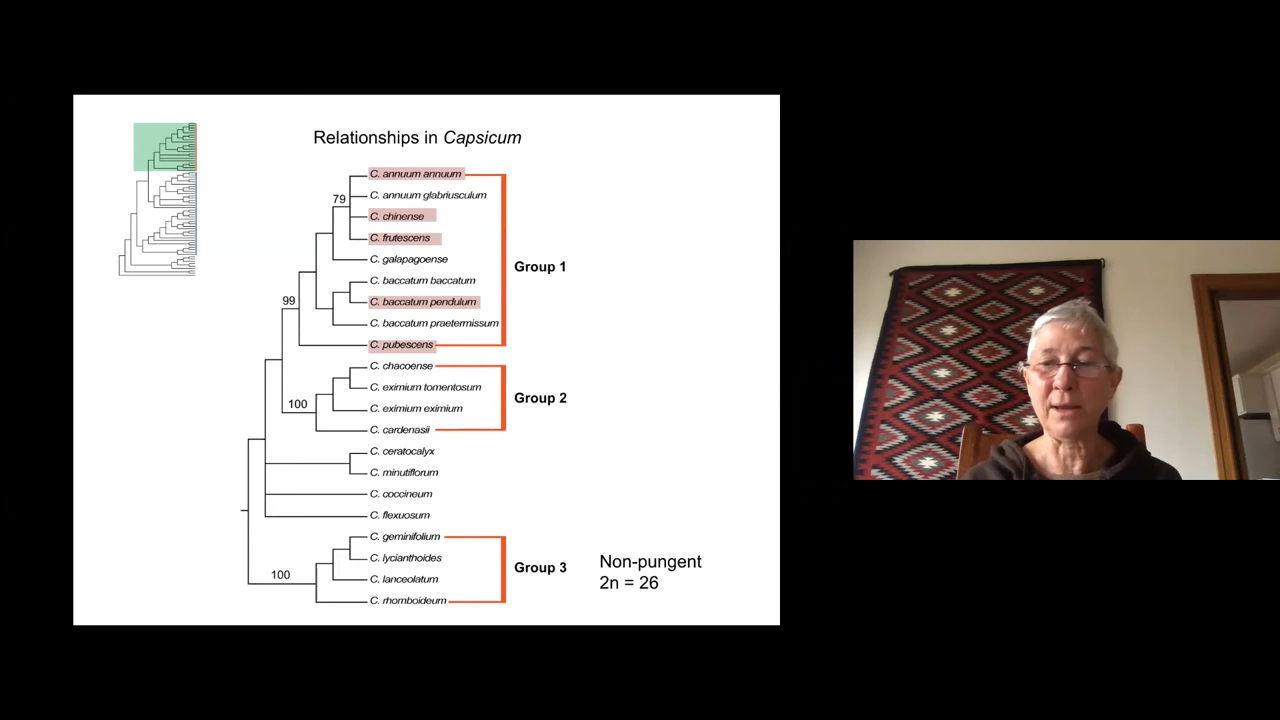 Relationships in Capsicum
C. annuum annuum
79
C. annuum glabriusculum
C. chinense
C. frutescens
C. galapagoense
Group 1
C. baccatum baccatum
99
C. baccatum pendulum
C. baccatum praetermissum
C. pubescens
C. chacoense
C. eximium tomentosum
Group 2
100
C. eximium eximium
C. cardenasii
C. ceratocalyx
C. minutiflorum
C. coccineum
C. flexuosum
C. geminifolium
C. lycianthoides
Group 3
Non-pungent
2n = 26
100
C. lanceolatum
C. rhomboideum